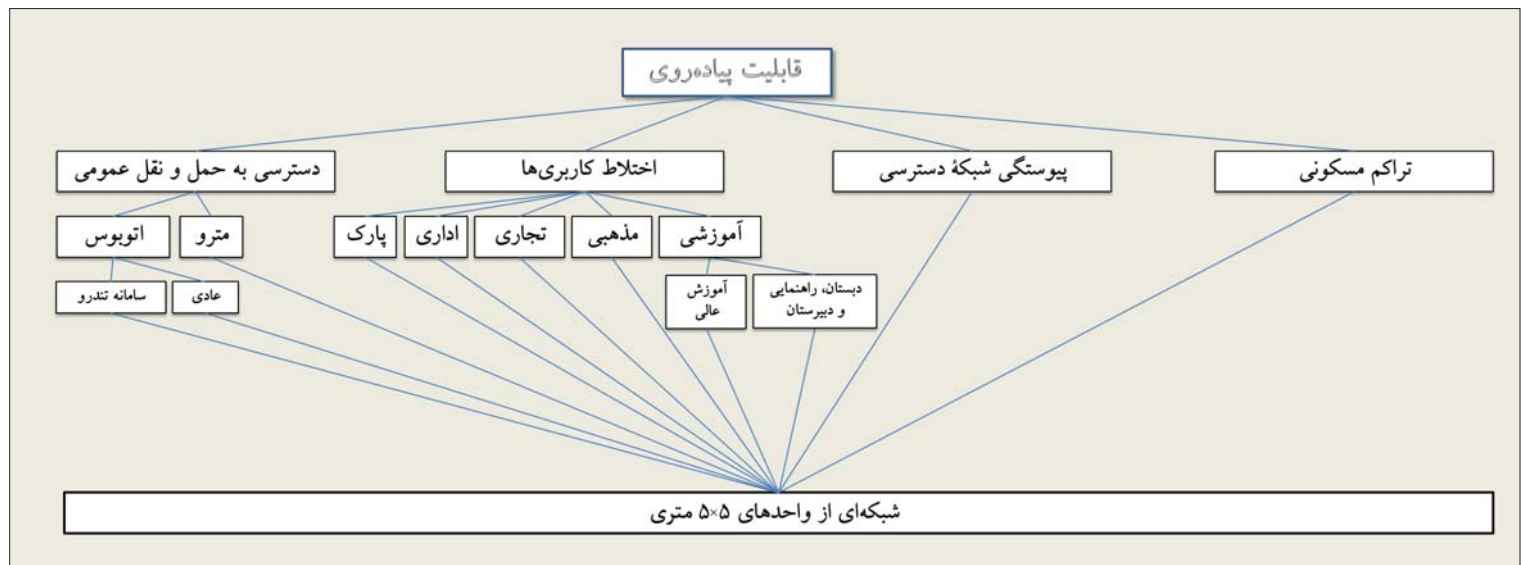 قابلیت پیاده‌روی
تراکم مسکونی
پیوستگی شبکۀ دسترسی
اختلاط کاربری‌ها
دسترسی به حمل و نقل عمومی
آموزشی
مذهبی
تجاری
اداری
پارک
مترو
اتوبوس
دبستان، راهنمایی
و دبیرستان
آموزش
عالی
عادی
سامانه تندرو
شبکه‌ای از واحدهای ۵×۵ متری